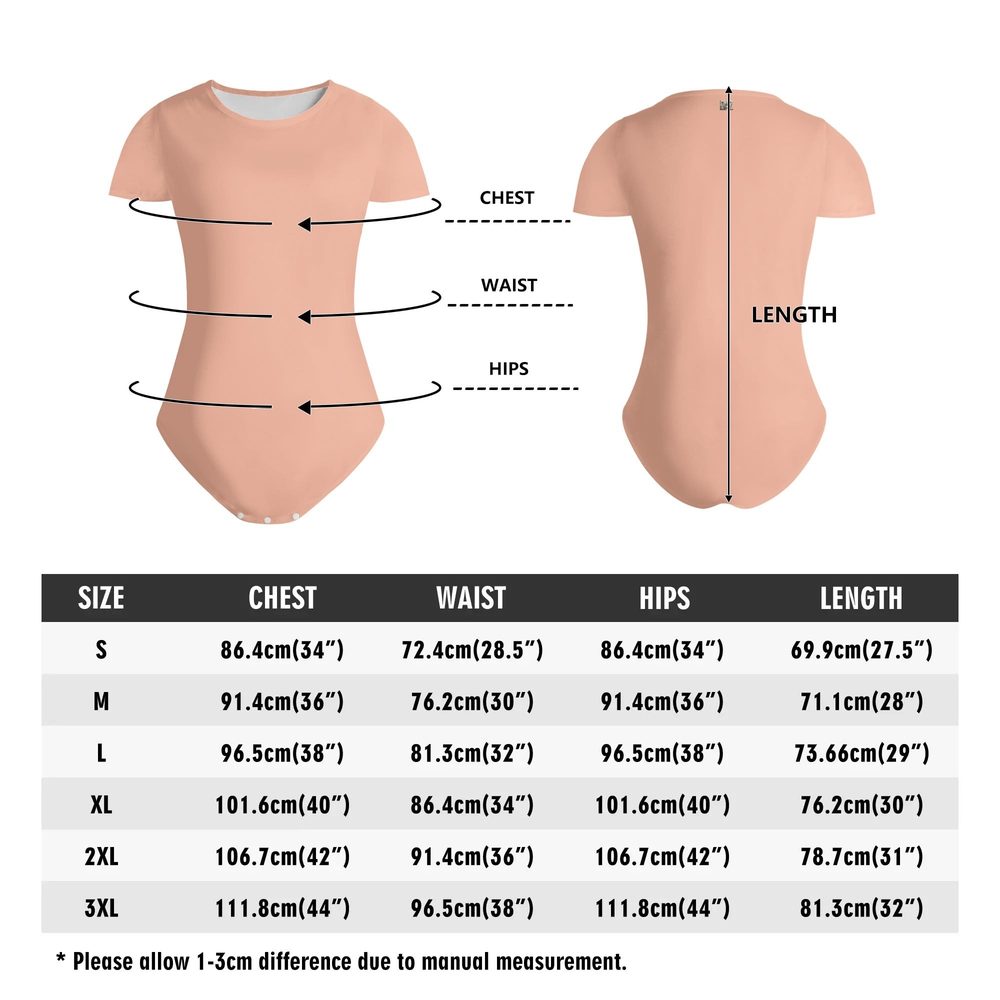 CHEST
WAIST
HIPS
LENGTH
SIZE CHEST WAIST HIPS LENGTH
S 86.4cm(34”) 72.4cm(28.5”) 86.4cm(34”) 69.9cm(27.5”)
M 91.4cm(36”) 76.2cm(30”) 91.4cm(36”) 71.1cm(28”)
L 96.5cm(38”) 81.3cm(32”) 96.5cm(38”) 73.66cm(29”)
XL 101.6cm(40”) 86.4cm(34”) 101.6cm(40”) 76.2cm(30”)
2XL 106.7cm(42”) 91.4cm(36”) 106.7cm(42”) 78.7cm(31”)
3XL 111.8cm(44”) 96.5cm(38”) 111.8cm(44”) 81.3cm(32”)
* Please allow 1-3cm difference due to manual measurement.